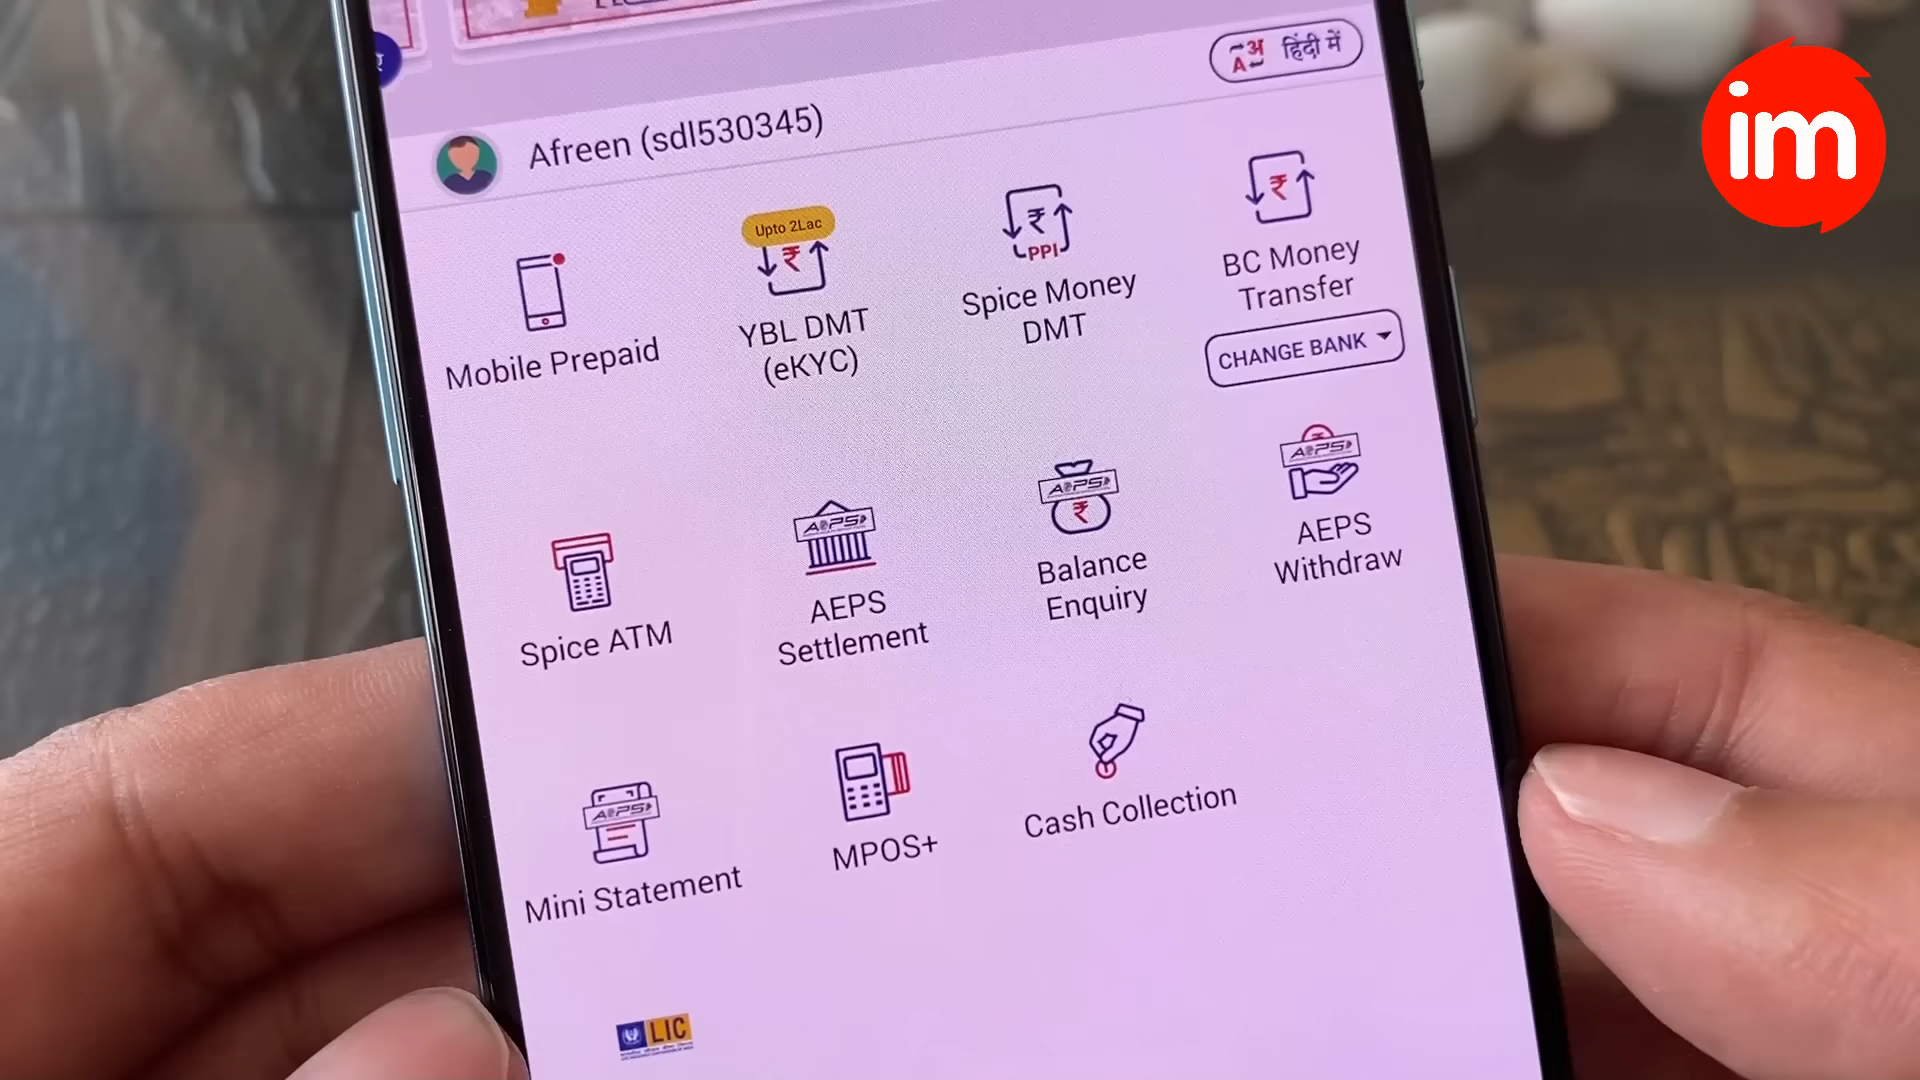 A अ हिंदी में
im
Afreen (sdl530345)
Upto 2Lac
₹
₹
PPI
₹
Mobile Prepaid
YBL DMT
(eKYC)
Spice Money
DMT
BC Money
Transfer
CHANGE BANK
AEPS
AEPS
₹
AEPS
Spice ATM
AEPS
Settlement
Balance
Enquiry
AEPS
Withdraw
AEPS
Mini Statement
MPOS+
Cash Collection
LIC